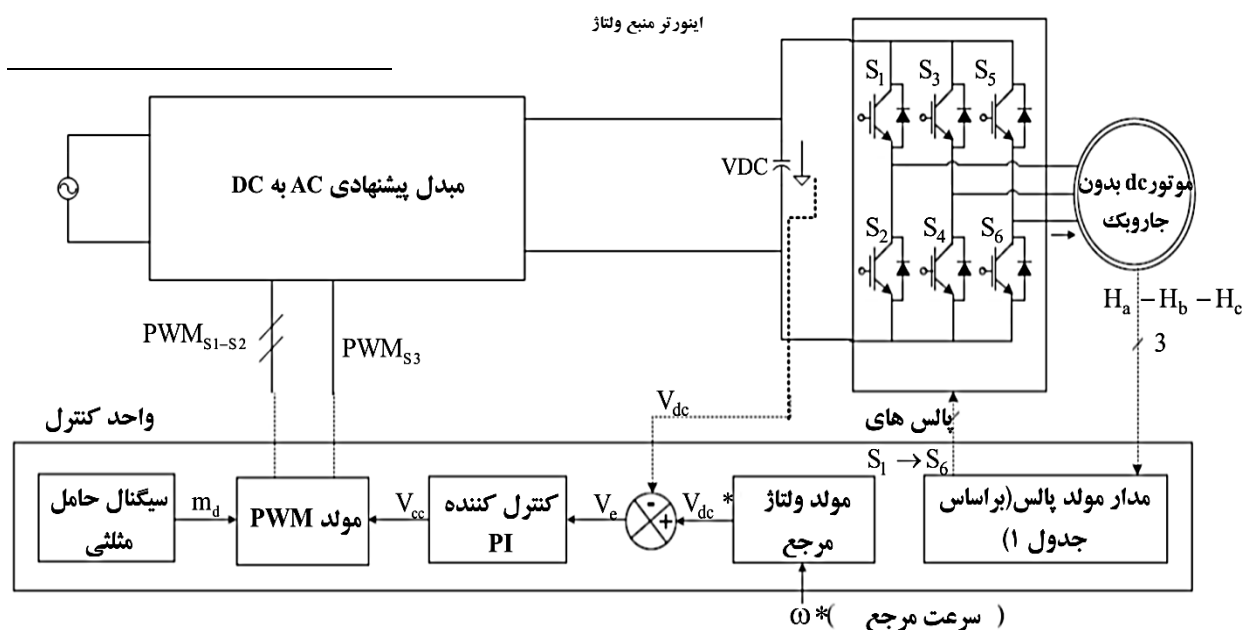 اینورتر منبع ولتاژ
S1 S3 S5
مبدل پیشنهادی AC به DC
VDC
موتور dc بدون
جاروبک
S2 S4 S6
Ha – Hb – Hc
PWMS1–S2
PWMS3
3
Vdc
واحد کنترل
پالس های
S1 → S6
سیگنال حامل
مثلثی
md
مولد PWM
Vcc
کنترل کننده
PI
Ve
-
+
Vdc*
مولد ولتاژ
مرجع
مدار مولد پالس(براساس
جدول ۱)
ω*( سرعت مرجع )